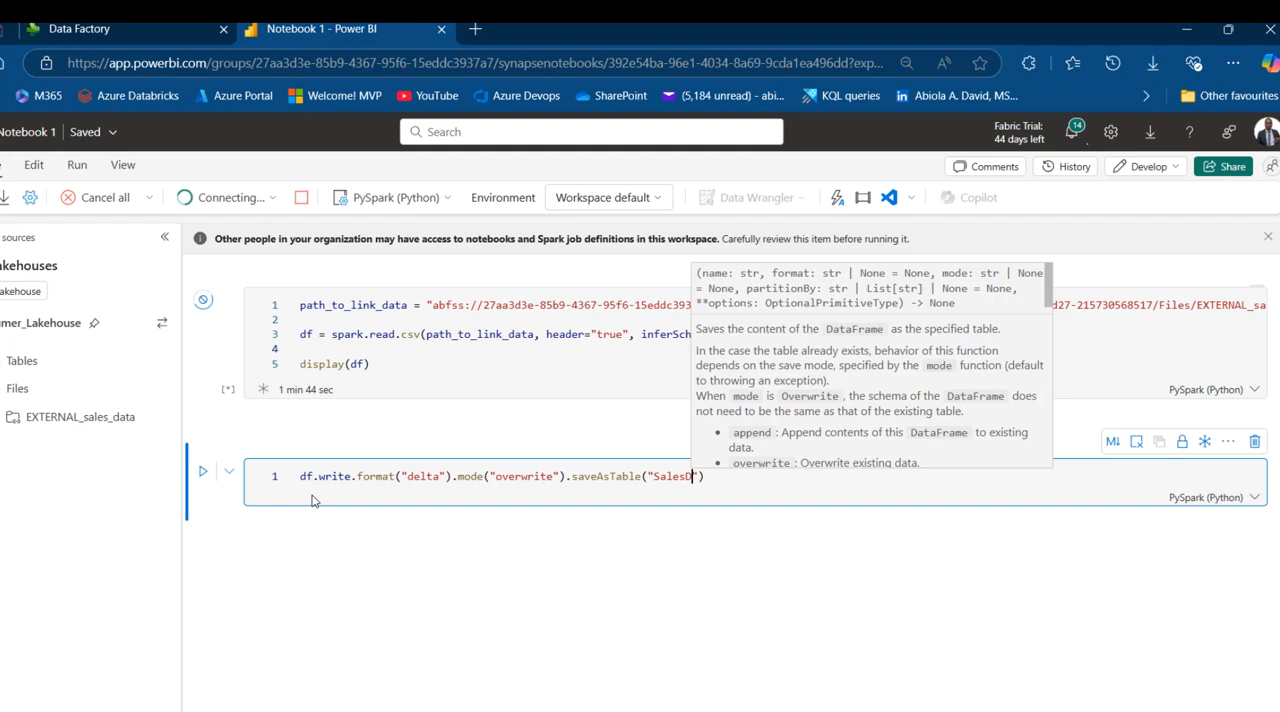 Data Factory
Notebook 1 - Power BI
https://app.powerbi.com/groups/27aa3d3e-85b9-4367-95f6-15eddc3937a7/synapsenotebooks/392e54ba-96e1-4034-8a69-9cda1ea496dd?exp...
M365 Azure Databricks Azure Portal Welcome! MVP YouTube Azure Devops SharePoint (5,184 unread) - abi... KQL queries Abiola A. David, MS... Other favourites
Notebook 1 Saved
Search
Fabric Trial:
44 days left
14
Edit Run View
Comments History Develop Share
Cancel all Connecting... PySpark (Python) Environment Workspace default Data Wrangler Copilot
sources
Other people in your organization may have access to notebooks and Spark job definitions in this workspace. Carefully review this item before running it.
akehouses
akehouse
umer_Lakehouse
Tables
Files
EXTERNAL_sales_data
1 path_to_link_data = "abfss://27aa3d3e-85b9-4367-95f6-15eddc393 d27-215730568517/Files/EXTERNAL_sa
2
3 df = spark.read.csv(path_to_link_data, header="true", inferSch
4
5 display(df)
[*] 1 min 44 sec
PySpark (Python)
(name: str, format: str | None = None, mode: str | None
= None, partitionBy: str | List[str] | None = None,
**options: OptionalPrimitiveType) -> None
Saves the content of the DataFrame as the specified table.
In the case the table already exists, behavior of this function
depends on the save mode, specified by the mode function (default
to throwing an exception).
When mode is Overwrite, the schema of the DataFrame does
not need to be the same as that of the existing table.
• append : Append contents of this DataFrame to existing
data.
• overwrite : Overwrite existing data.
M↓
1 df.write.format("delta").mode("overwrite").saveAsTable("SalesD")
PySpark (Python)